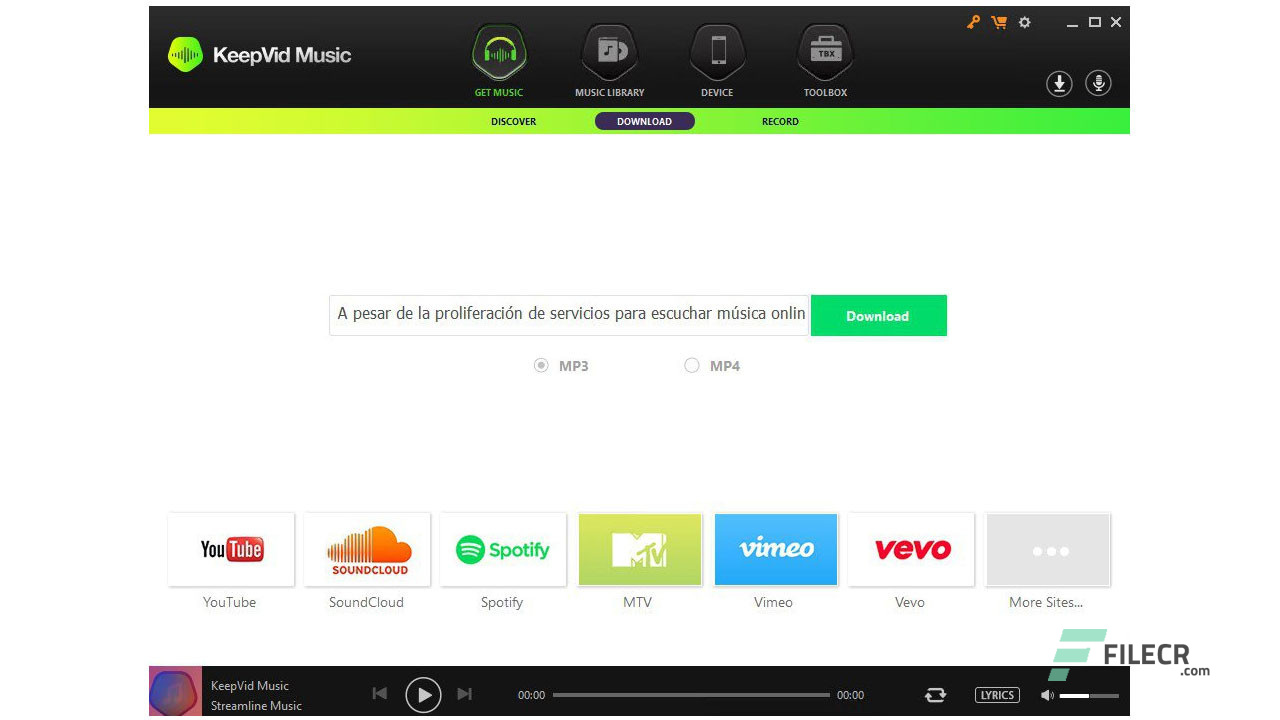 KeepVid Music
GET MUSIC
MUSIC LIBRARY
DEVICE
TBX
TOOLBOX
DISCOVER
DOWNLOAD
RECORD
A pesar de la proliferación de servicios para escuchar música onlin
Download
MP3
MP4
YouTube
SOUNDCLOUD
Spotify
MTV
vimeo
vevo
YouTube
SoundCloud
Spotify
MTV
Vimeo
Vevo
More Sites...
FILECR
.com
KeepVid Music
Streamline Music
00:00
00:00
LYRICS